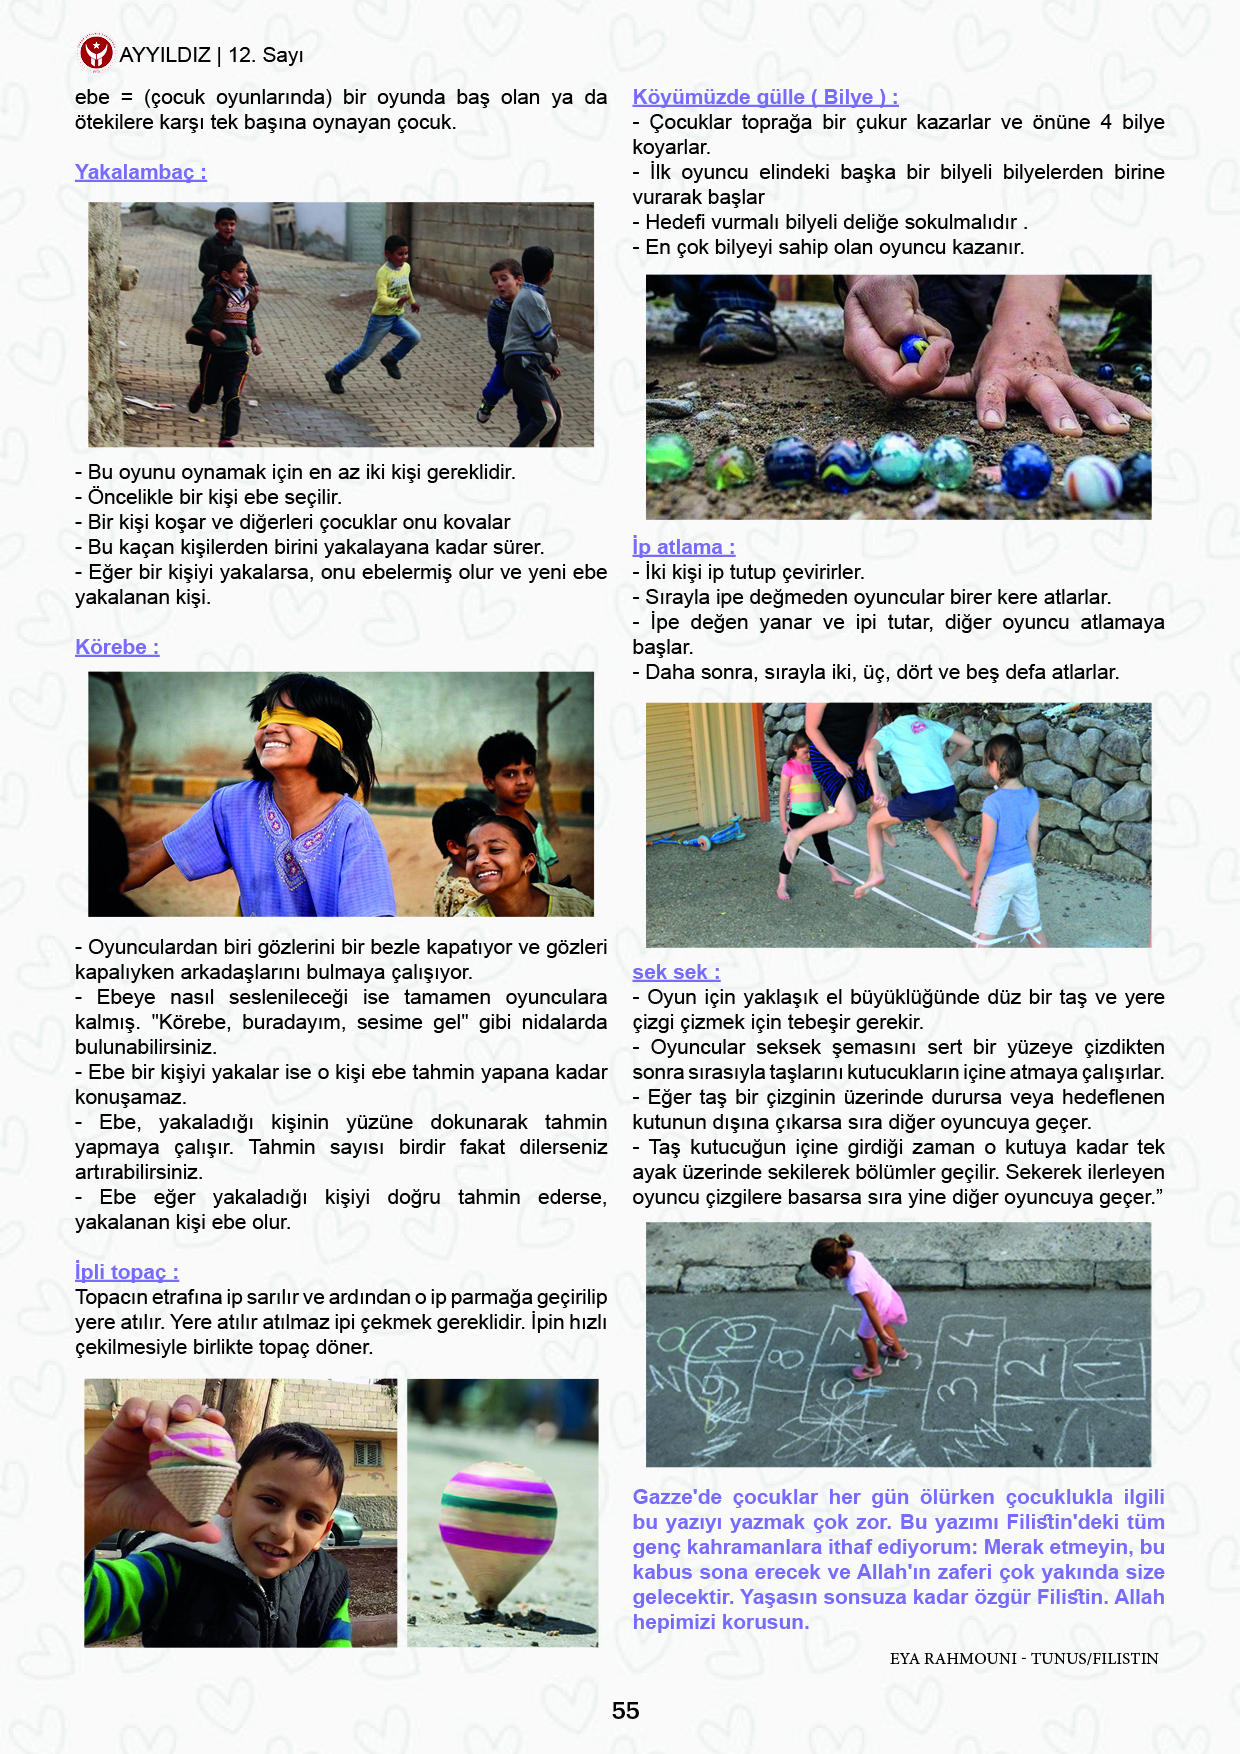 AYYILDIZ | 12. Sayı
ebe = (çocuk oyunlarında) bir oyunda baş olan ya da
ötekilere karşı tek başına oynayan çocuk.
Yakalambaç :
- Bu oyunu oynamak için en az iki kişi gereklidir.
- Öncelikle bir kişi ebe seçilir.
- Bir kişi koşar ve diğerleri çocuklar onu kovalar
- Bu kaçan kişilerden birini yakalayana kadar sürer.
- Eğer bir kişiyi yakalarsa, onu ebelermiş olur ve yeni ebe
yakalanan kişi.
Körebe :
- Oyunculardan biri gözlerini bir bezle kapatıyor ve gözleri
kapalıyken arkadaşlarını bulmaya çalışıyor.
- Ebeye nasıl seslenileceği ise tamamen oyunculara
kalmış. "Körebe, buradayım, sesime gel" gibi nidalarda
bulunabilirsiniz.
- Ebe bir kişiyi yakalar ise o kişi ebe tahmin yapana kadar
konuşamaz.
- Ebe, yakaladığı kişinin yüzüne dokunarak tahmin
yapmaya çalışır. Tahmin sayısı birdir fakat dilerseniz
artırabilirsiniz.
- Ebe eğer yakaladığı kişiyi doğru tahmin ederse,
yakalanan kişi ebe olur.
İpli topaç :
Topacın etrafına ip sarılır ve ardından o ip parmağa geçirilip
yere atılır. Yere atılır atılmaz ipi çekmek gereklidir. İpin hızlı
çekilmesiyle birlikte topaç döner.
Köyümüzde gülle ( Bilye ) :
- Çocuklar toprağa bir çukur kazarlar ve önüne 4 bilye
koyarlar.
- İlk oyuncu elindeki başka bir bilyeli bilyelerden birine
vurarak başlar
- Hedefi vurmalı bilyeli deliğe sokulmalıdır .
- En çok bilyeyi sahip olan oyuncu kazanır.
İp atlama :
- İki kişi ip tutup çevirirler.
- Sırayla ipe değmeden oyuncular birer kere atlarlar.
- İpe değen yanar ve ipi tutar, diğer oyuncu atlamaya
başlar.
- Daha sonra, sırayla iki, üç, dört ve beş defa atlarlar.
sek sek :
- Oyun için yaklaşık el büyüklüğünde düz bir taş ve yere
çizgi çizmek için tebeşir gerekir.
- Oyuncular seksek şemasını sert bir yüzeye çizdikten
sonra sırasıyla taşlarını kutucukların içine atmaya çalışırlar.
- Eğer taş bir çizginin üzerinde durursa veya hedeflenen
kutunun dışına çıkarsa sıra diğer oyuncuya geçer.
- Taş kutucuğun içine girdiği zaman o kutuya kadar tek
ayak üzerinde sekilerek bölümler geçilir. Sekerek ilerleyen
oyuncu çizgilere basarsa sıra yine diğer oyuncuya geçer.”
10 9 8 7 6 5 4 3 2 1
Gazze'de çocuklar her gün ölürken çocuklukla ilgili
bu yazıyı yazmak çok zor. Bu yazımı Filistin'deki tüm
genç kahramanlara ithaf ediyorum: Merak etmeyin, bu
kabus sona erecek ve Allah'ın zaferi çok yakında size
gelecektir. Yaşasın sonsuza kadar özgür Filistin. Allah
hepimizi korusun.
EYA RAHMOUNI - TUNUS/FILISTIN
55